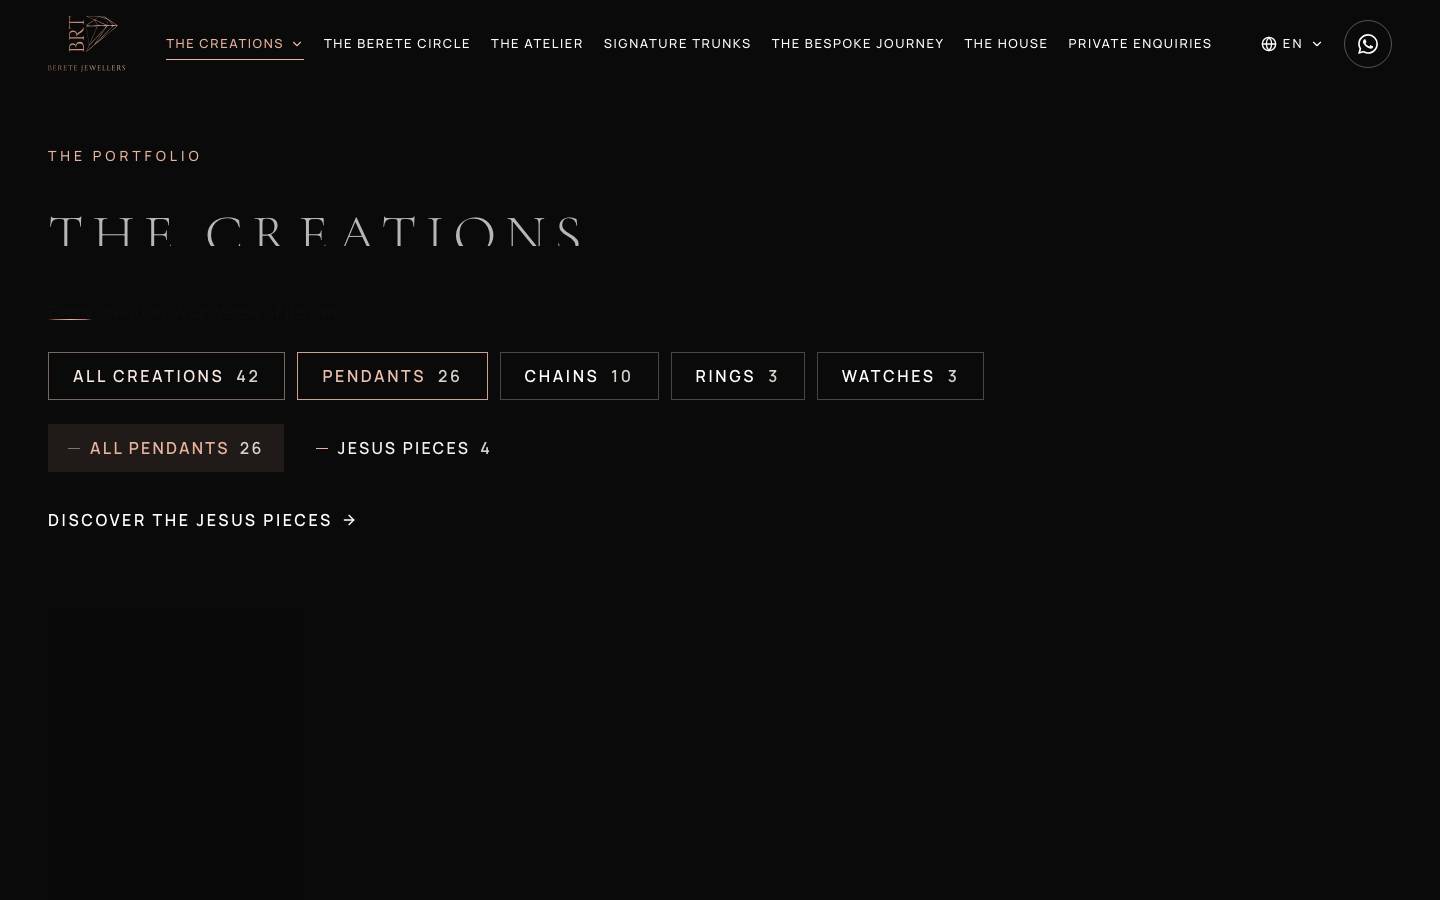 BRT
BERETE JEWELLERS
THE CREATIONS
THE BERETE CIRCLE
THE ATELIER
SIGNATURE TRUNKS
THE BESPOKE JOURNEY
THE HOUSE
PRIVATE ENQUIRIES
EN
THE PORTFOLIO
THE CREATIONS
ALL CREATIONS 42
PENDANTS 26
CHAINS 10
RINGS 3
WATCHES 3
— ALL PENDANTS 26
— JESUS PIECES 4
DISCOVER THE JESUS PIECES →